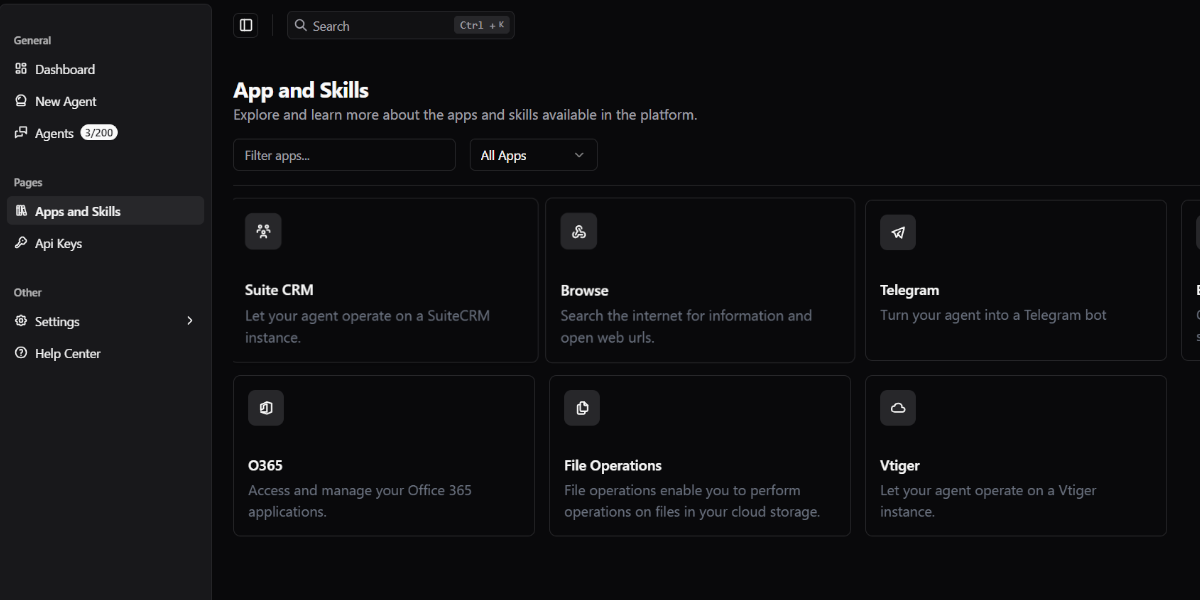 General
Dashboard
New Agent
Agents 3/200
Pages
Apps and Skills
Api Keys
Other
Settings
Help Center
Search Ctrl + K
App and Skills
Explore and learn more about the apps and skills available in the platform.
Filter apps...
All Apps
Suite CRM
Let your agent operate on a SuiteCRM
instance.
Browse
Search the internet for information and
open web urls.
Telegram
Turn your agent into a Telegram bot
O365
Access and manage your Office 365
applications.
File Operations
File operations enable you to perform
operations on files in your cloud storage.
Vtiger
Let your agent operate on a Vtiger
instance.